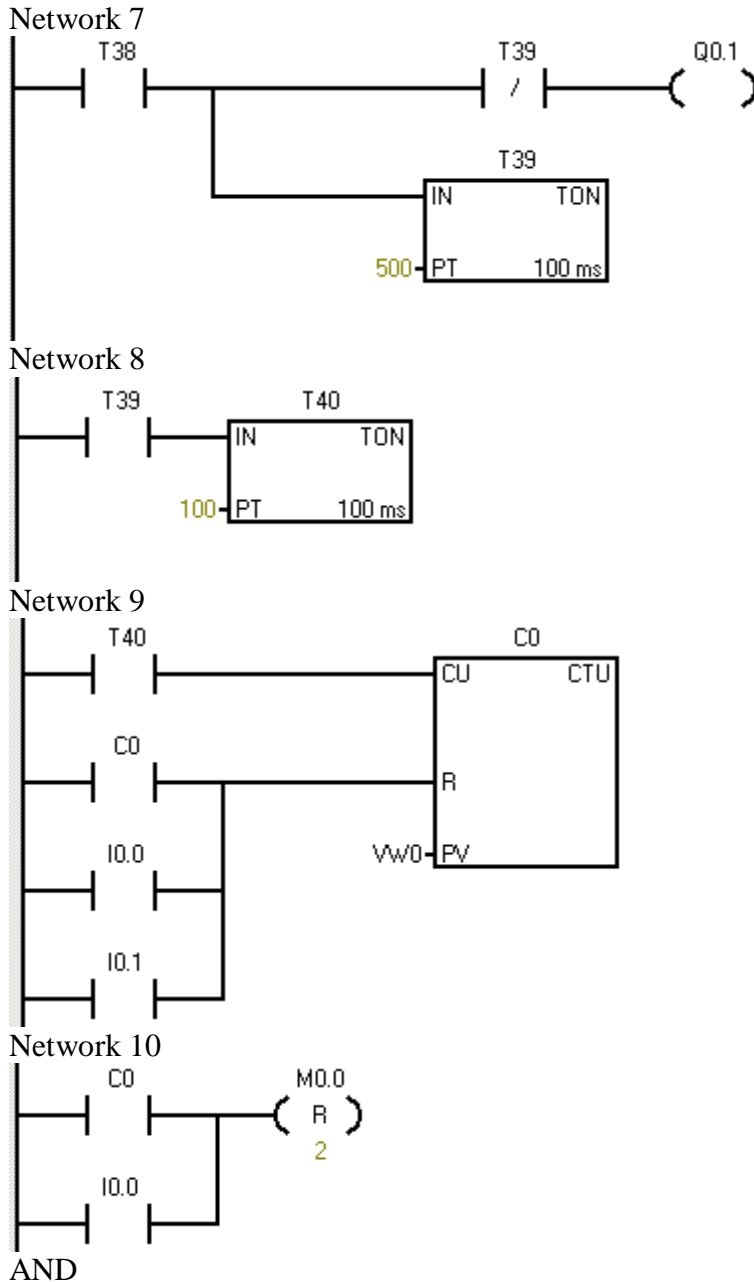 Network 7
T38 T39 Q0.1
/
T39
IN TON
500 PT 100 ms
Network 8
T39 T40
IN TON
100 PT 100 ms
Network 9
T40 C0
CU CTU
C0
R
I0.0 VW0 PV
I0.1
Network 10
C0 M0.0
R
2
I0.0
AND